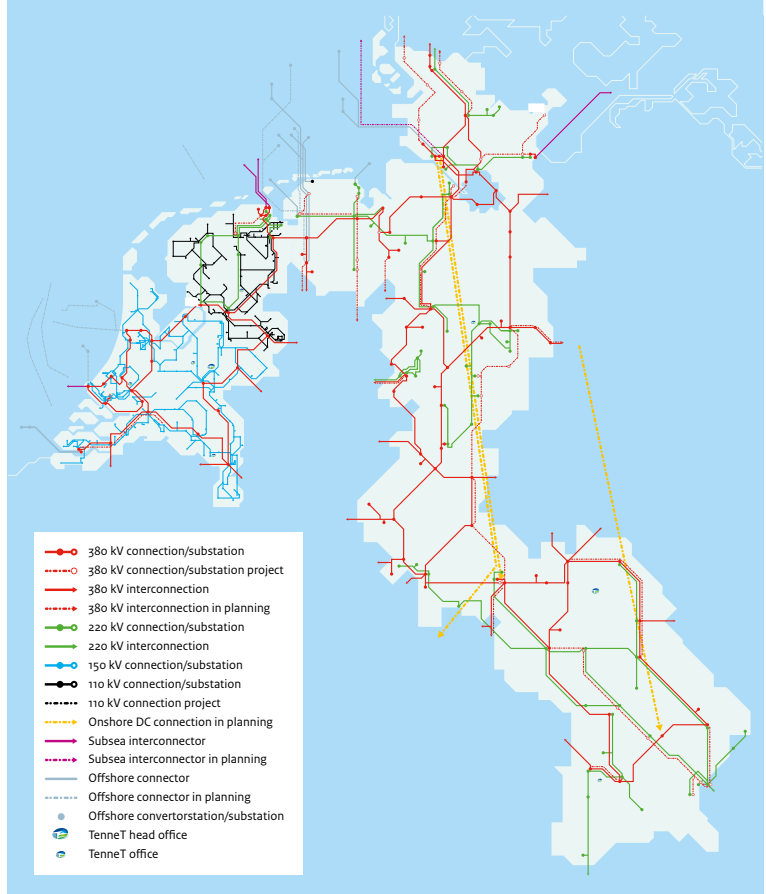 380 kV connection/substation
380 kV connection/substation project
380 kV interconnection
380 kV interconnection in planning
220 kV connection/substation
220 kV interconnection
150 kV connection/substation
110 kV connection/substation
110 kV connection project
Onshore DC connection in planning
Subsea interconnector
Subsea interconnector in planning
Offshore connector
Offshore connector in planning
Offshore convertorstation/substation
TenneT head office
TenneT office